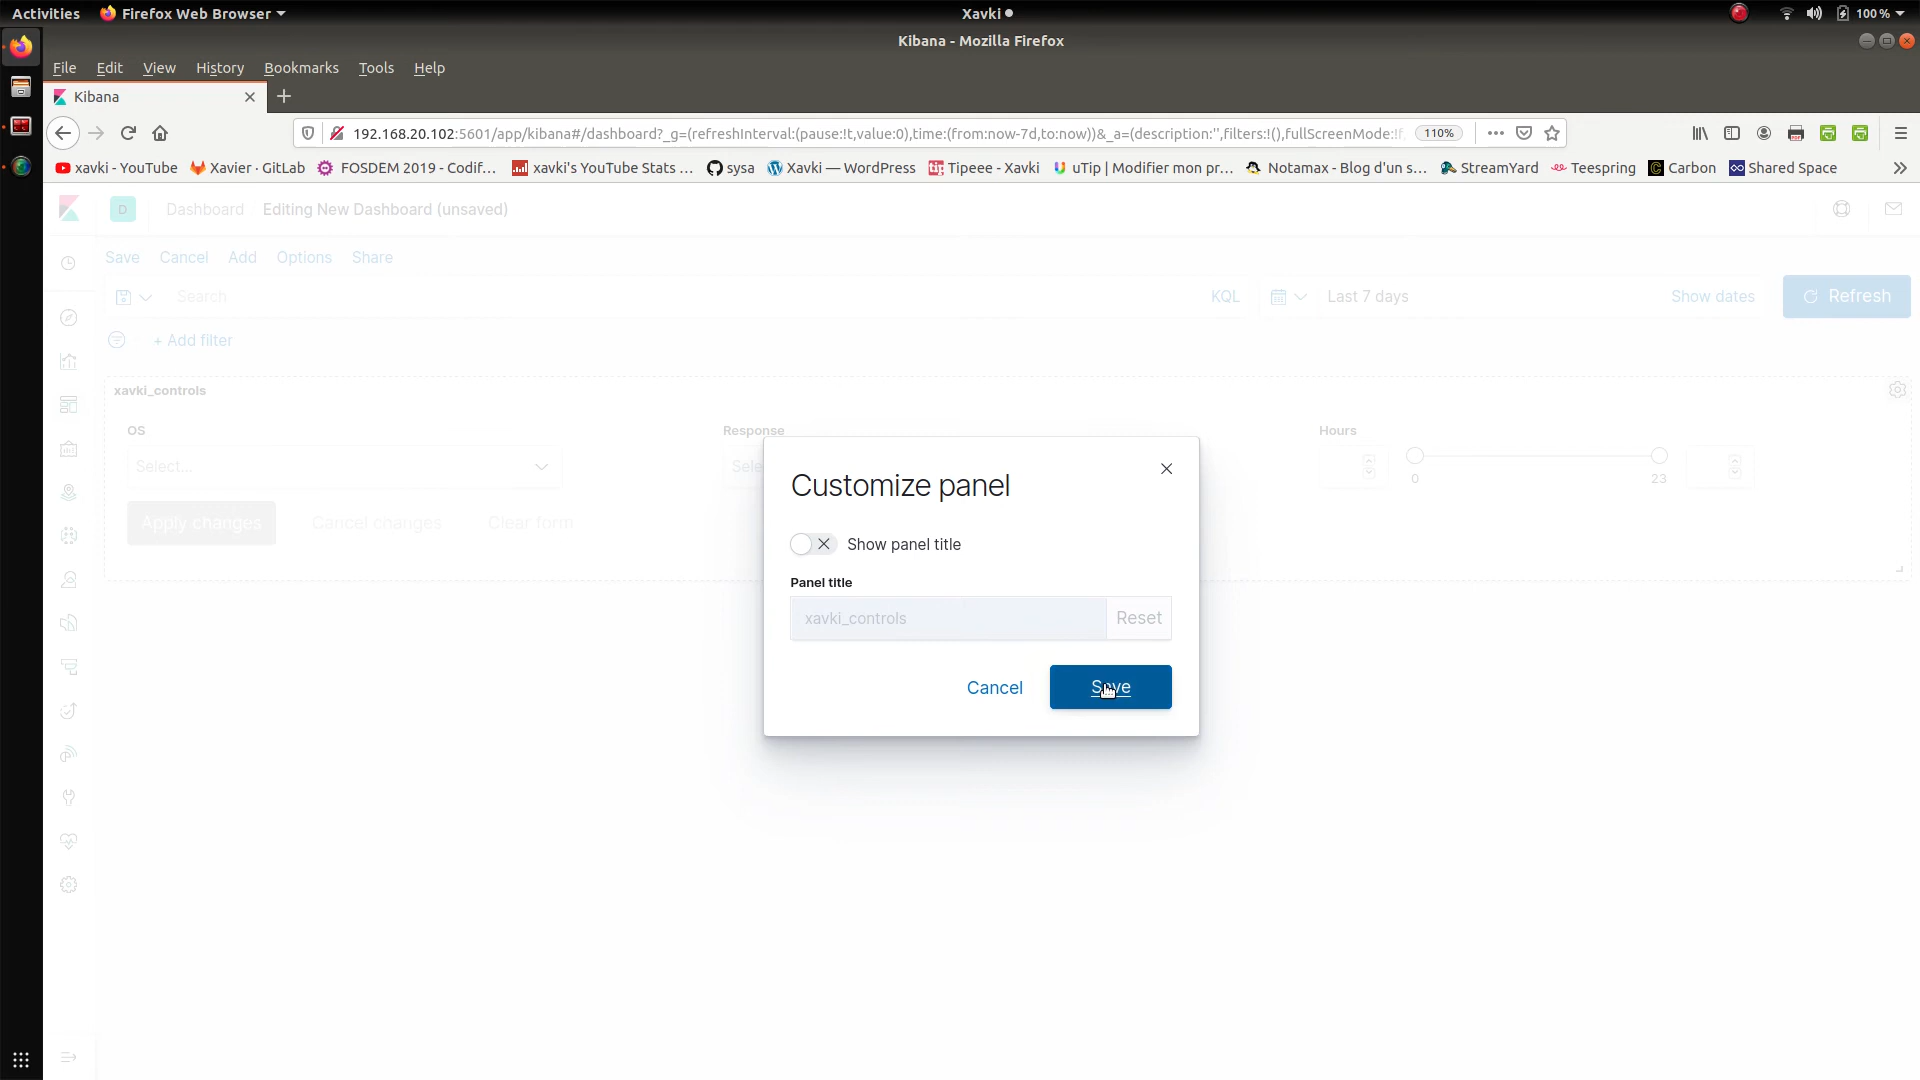 Activities Firefox Web Browser Xavki 100 %
Kibana - Mozilla Firefox
File Edit View History Bookmarks Tools Help
Kibana
192.168.20.102:5601/app/kibana#/dashboard?_g=(refreshInterval:(pause:!t,value:0),time:(from:now-7d,to:now))&_a=(description:'',filters:!(),fullScreenMode:!f, 110%
xavki - YouTube Xavier · GitLab FOSDEM 2019 - Codif... xavki's YouTube Stats ... sysa Xavki — WordPress Tipeee - Xavki uTip | Modifier mon pr... Notamax - Blog d'un s... StreamYard Teespring Carbon Shared Space
D Dashboard Editing New Dashboard (unsaved)
Save Cancel Add Options Share
Search KQL Last 7 days Show dates Refresh
+ Add filter
xavki_controls
OS Response Hours
Select... Sele
0 23
Apply changes Cancel changes Clear form
Customize panel
Show panel title
Panel title
xavki_controls Reset
Cancel Save